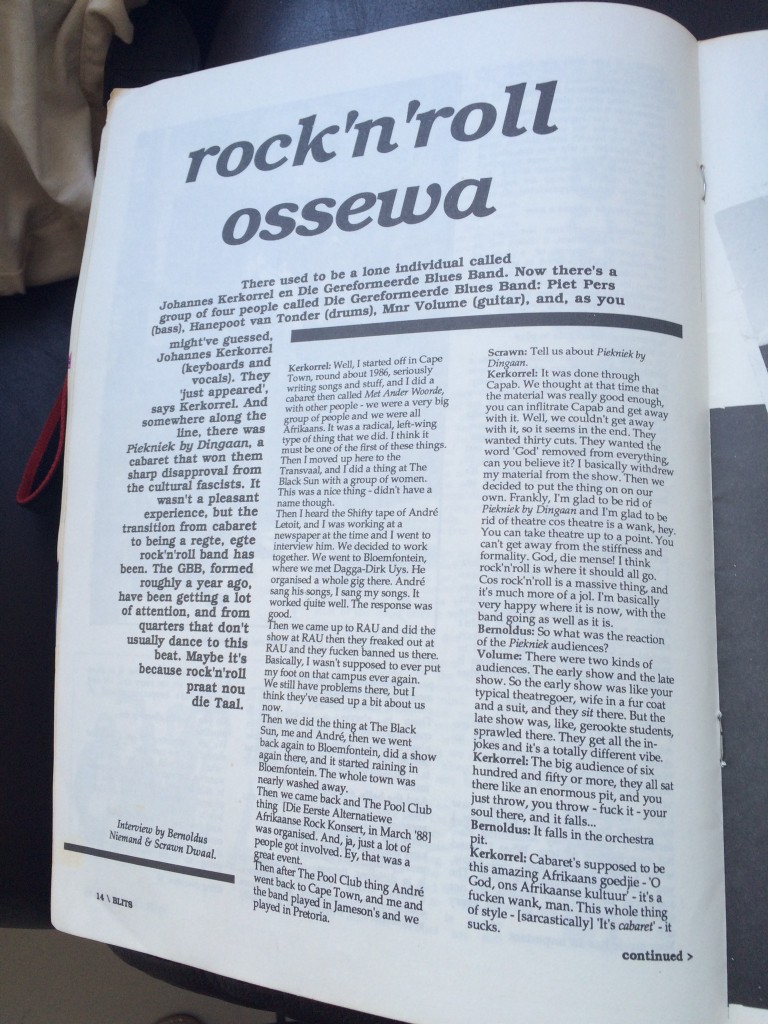 rock'n'roll
ossewa
There used to be a lone individual called
Johannes Kerkorrel en Die Gereformeerde Blues Band. Now there's a
group of four people called Die Gereformeerde Blues Band: Piet Pers
(bass), Hanepoot van Tonder (drums), Mnr Volume (guitar), and, as you
might've guessed,
Johannes Kerkorrel
(keyboards and
vocals). They
'just appeared',
says Kerkorrel. And
somewhere along the
line, there was
Piekniek by Dingaan, a
cabaret that won them
sharp disapproval from
the cultural fascists. It
wasn't a pleasant
experience, but the
transition from cabaret
to being a regte, egte
rock'n'roll band has
been. The GBB, formed
roughly a year ago,
have been getting a lot
of attention, and from
quarters that don't
usually dance to this
beat. Maybe it's
because rock'n'roll
praat nou
die Taal.
Interview by Bernoldus
Niemand & Scrawn Dwaal.
14 \ BLITS
Kerkorrel: Well, I started off in Cape
Town, round about 1986, seriously
writing songs and stuff, and I did a
cabaret then called Met Ander Woorde,
with other people - we were a very big
group of people and we were all
Afrikaans. It was a radical, left-wing
type of thing that we did. I think it
must be one of the first of these things.
Then I moved up here to the
Transvaal, and I did a thing at The
Black Sun with a group of women.
This was a nice thing - didn't have a
name though.
Then I heard the Shifty tape of André
Letoit, and I was working at a
newspaper at the time and I went to
interview him. We decided to work
together. We went to Bloemfontein,
where we met Dagga-Dirk Uys. He
organised a whole gig there. André
sang his songs, I sang my songs. It
worked quite well. The response was
good.
Then we came up to RAU and did the
show at RAU then they freaked out at
RAU and they fucken banned us there.
Basically, I wasn't supposed to ever put
my foot on that campus ever again.
We still have problems there, but I
think they've eased up a bit about us
now.
Then we did the thing at The Black
Sun, me and André, then we went
back again to Bloemfontein, did a show
again there, and it started raining in
Bloemfontein. The whole town was
nearly washed away.
Then we came back and The Pool Club
thing [Die Eerste Alternatiewe
Afrikaanse Rock Konsert, in March '88]
was organised. And, ja, just a lot of
people got involved. Ey, that was a
great event.
Then after The Pool Club thing André
went back to Cape Town, and me and
the band played in Jameson's and we
played in Pretoria.
Scrawn: Tell us about Piekniek by
Dingaan.
Kerkorrel: It was done through
Capab. We thought at that time that
the material was really good enough,
you can infiltrate Capab and get away
with it. Well, we couldn't get away
with it, so it seems in the end. They
wanted thirty cuts. They wanted the
word 'God' removed from everything,
can you believe it? I basically withdrew
my material from the show. Then we
decided to put the thing on on our
own. Frankly, I'm glad to be rid of
Piekniek by Dingaan and I'm glad to be
rid of theatre cos theatre is a wank, hey.
You can take theatre up to a point. You
can't get away from the stiffness and
formality. God, die mense! I think
rock'n'roll is where it should all go.
Cos rock'n'roll is a massive thing, and
it's much more of a jol. I'm basically
very happy where it is now, with the
band going as well as it is.
Bernoldus: So what was the reaction
of the Piekniek audiences?
Volume: There were two kinds of
audiences. The early show and the late
show. So the early show was like your
typical theatregoer, wife in a fur coat
and a suit, and they sit there. But the
late show was, like, gerookte students,
sprawled there. They get all the in-
jokes and it's a totally different vibe.
Kerkorrel: The big audience of six
hundred and fifty or more, they all sat
there like an enormous pit, and you
just throw, you throw - fuck it - your
soul there, and it falls...
Bernoldus: It falls in the orchestra
pit.
Kerkorrel: Cabaret's supposed to be
this amazing Afrikaans goedjie - 'O
God, ons Afrikaanse kultuur' - it's a
fucken wank, man. This whole thing
of style - [sarcastically] 'It's cabaret' - it
sucks.
continued >